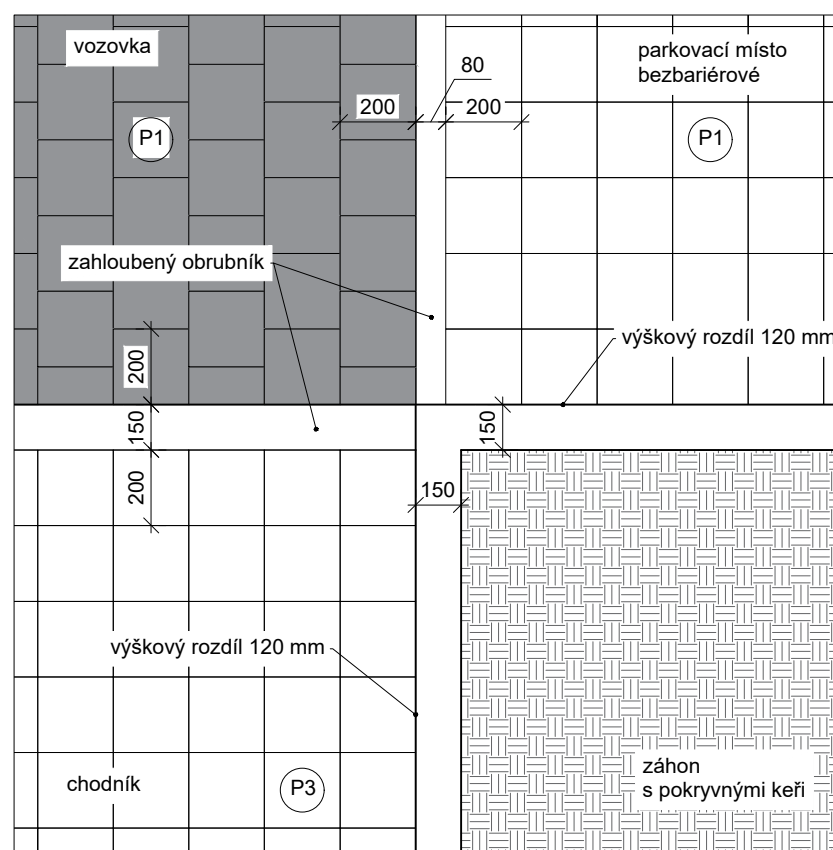 vozovka
80
parkovací místo
bezbariérové
200
200
P1
P1
zahloubený obrubník
výškový rozdíl 120 mm
200
150
150
200
150
výškový rozdíl 120 mm
záhon
s pokryvnými keři
chodník
P3